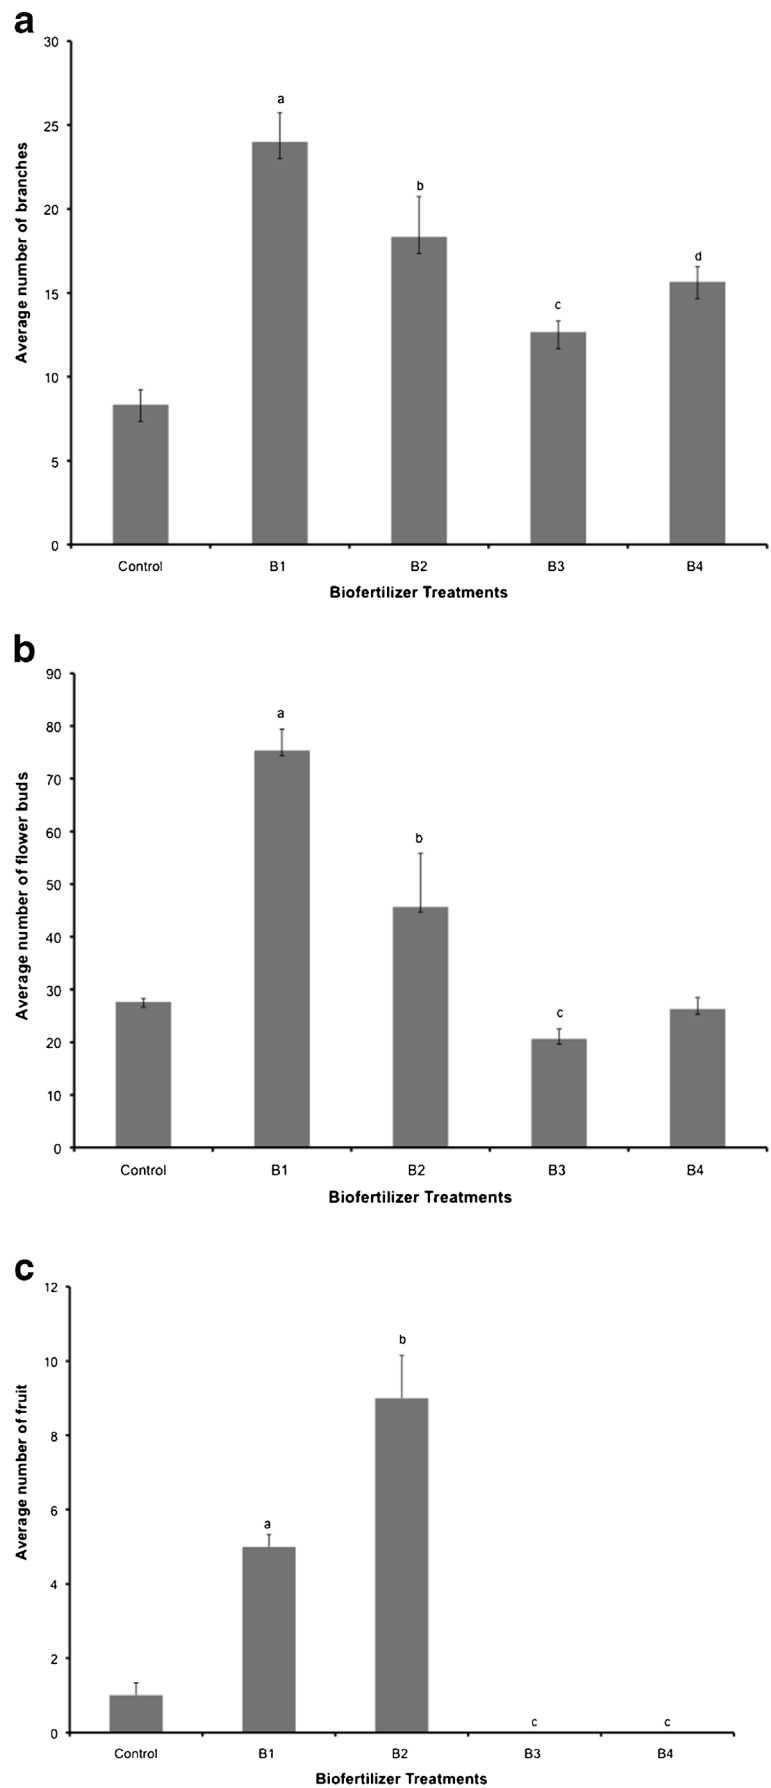 a
30
25
20
15
10
5
0
Average number of branches
a
b
c
d
Control B1 B2 B3 B4
Biofertilizer Treatments
b
90
80
70
60
50
40
30
20
10
0
Average number of flower buds
a
b
c
Control B1 B2 B3 B4
Biofertilizer Treatments
c
12
10
8
6
4
2
0
Average number of fruit
a
b
c
c
Control B1 B2 B3 B4
Biofertilizer Treatments